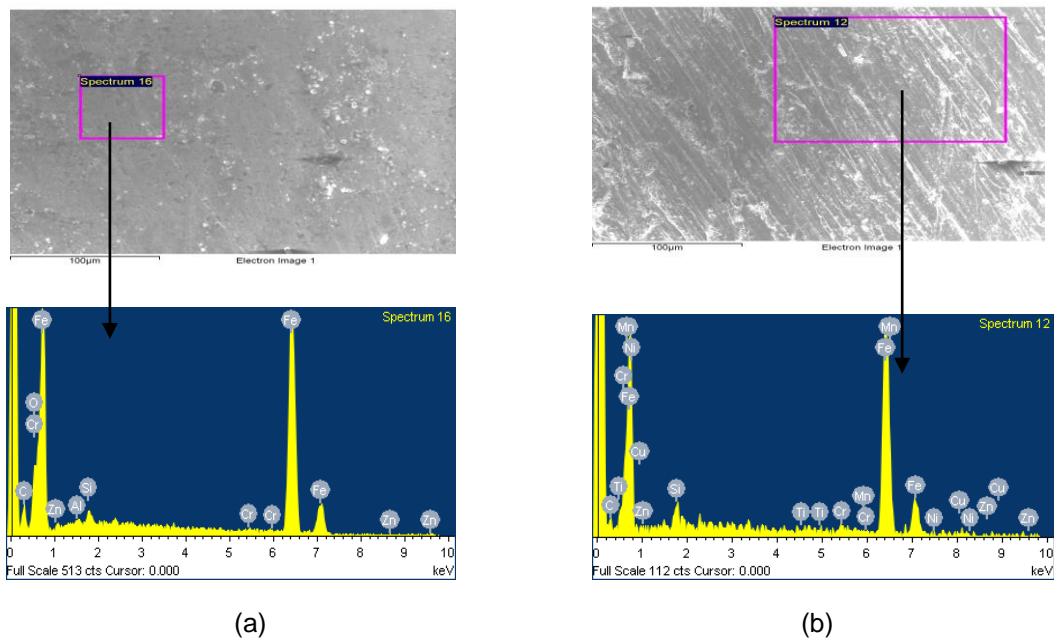 Spectrum 16
100µm Electron Image 1
Spectrum 16
Fe Fe
O
Cr
C Zn Al Si Cr Cr Fe Zn Zn
0 1 2 3 4 5 6 7 8 9 10
Full Scale 513 cts Cursor: 0.000 keV
(a)
Spectrum 12
100µm Electron Image 1
Spectrum 12
Mn Mn
Ni Fe
Cr
Fe
Cu
C Ti Zn Si Ti Ti Cr Mn Cr Fe Ni Cu Ni Zn Cu Zn
0 1 2 3 4 5 6 7 8 9 10
Full Scale 112 cts Cursor: 0.000 keV
(b)